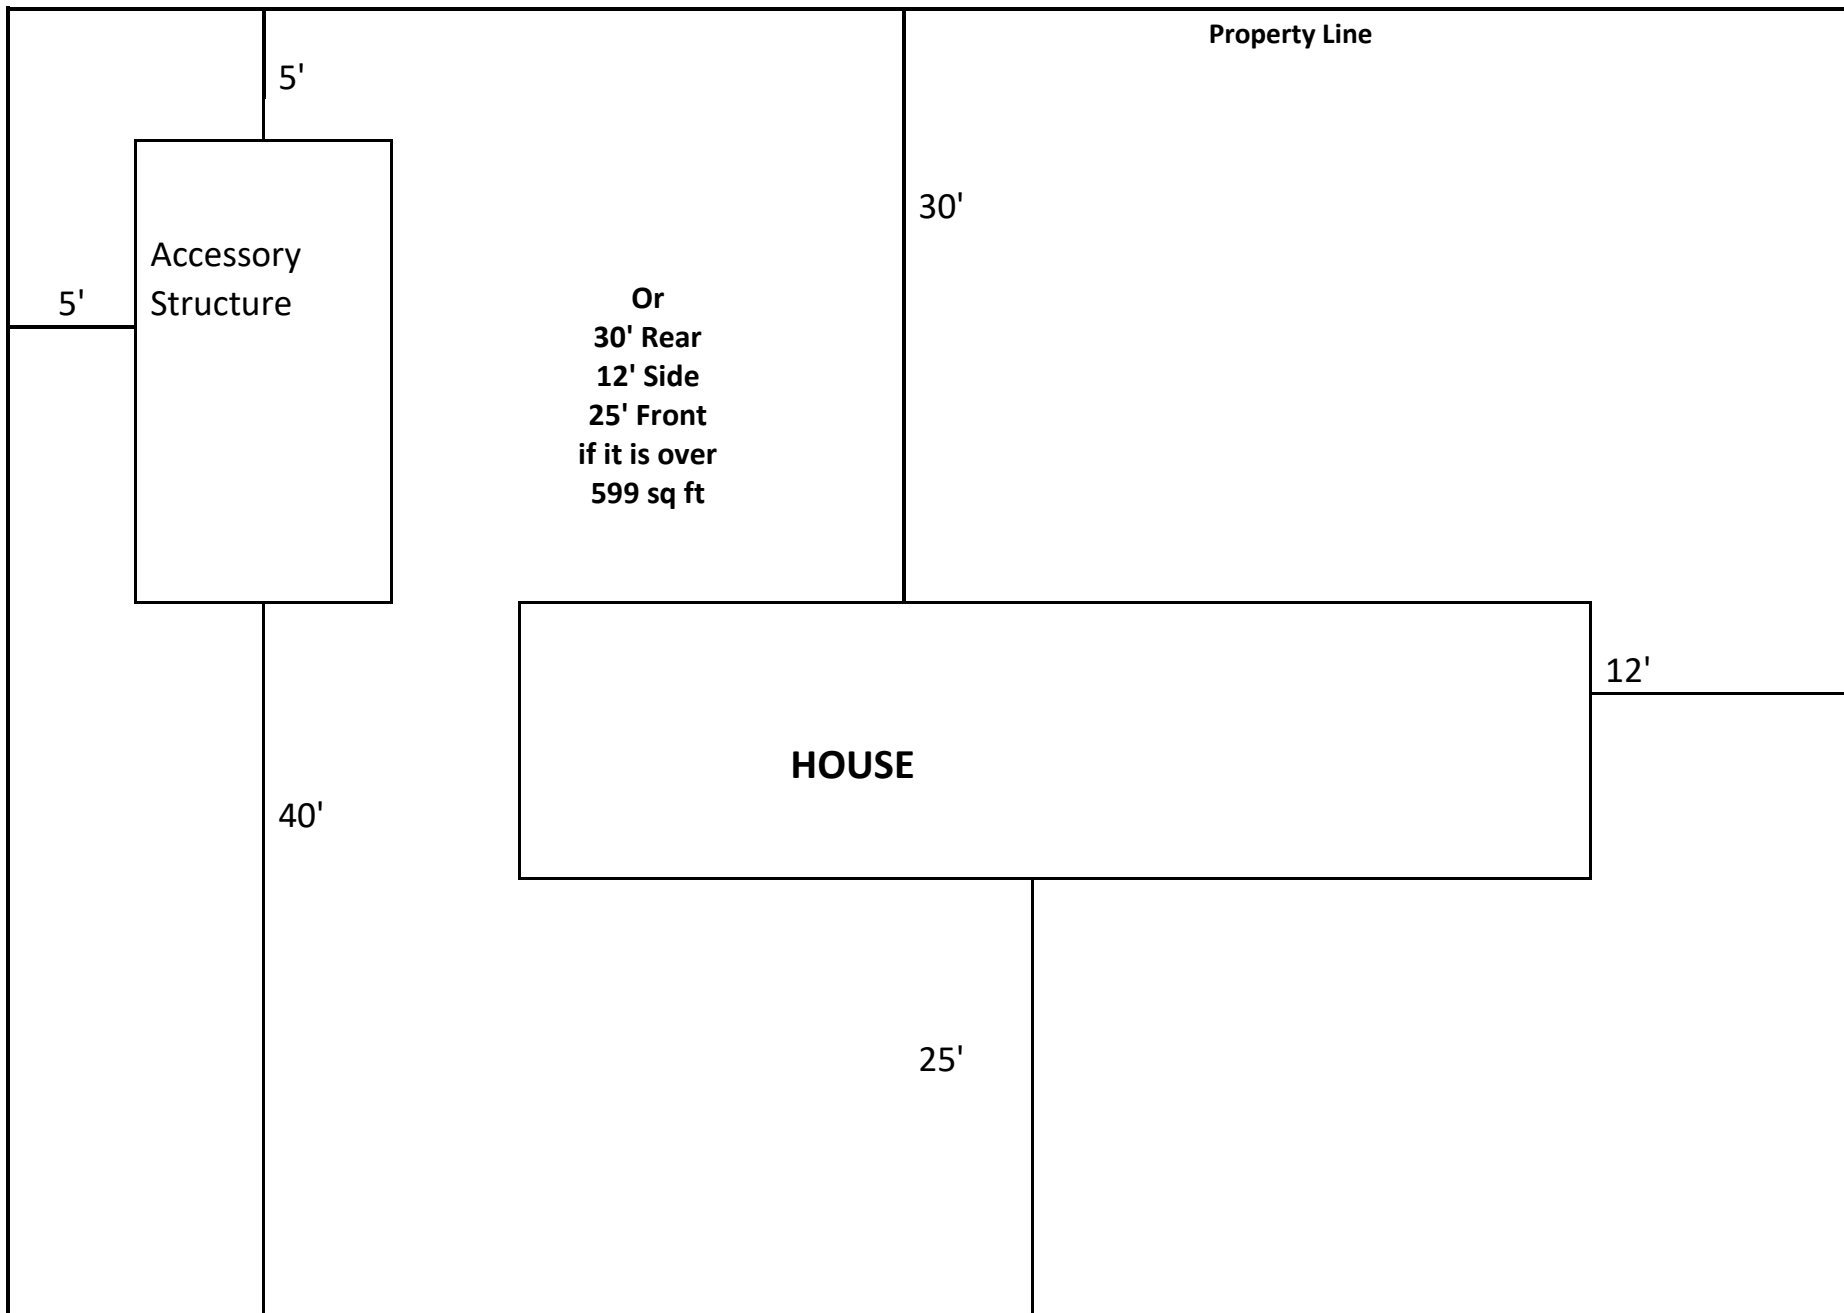 Property Line
5'
30'
Accessory
Structure
5'
Or
30' Rear
12' Side
25' Front
if it is over
599 sq ft
12'
HOUSE
40'
25'